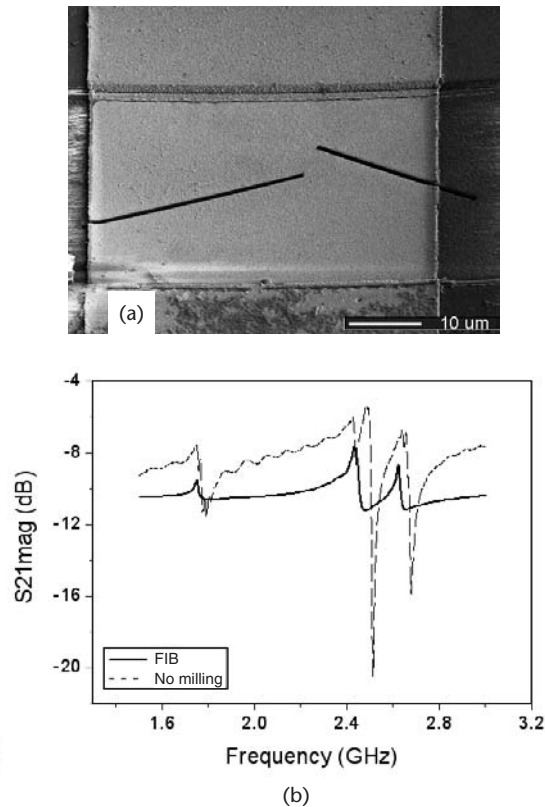 (a)
10 um
-4
-8
-12
-16
-20
S21mag (dB)
FIB
No milling
1.6
2.0
2.4
2.8
3.2
Frequency (GHz)
(b)